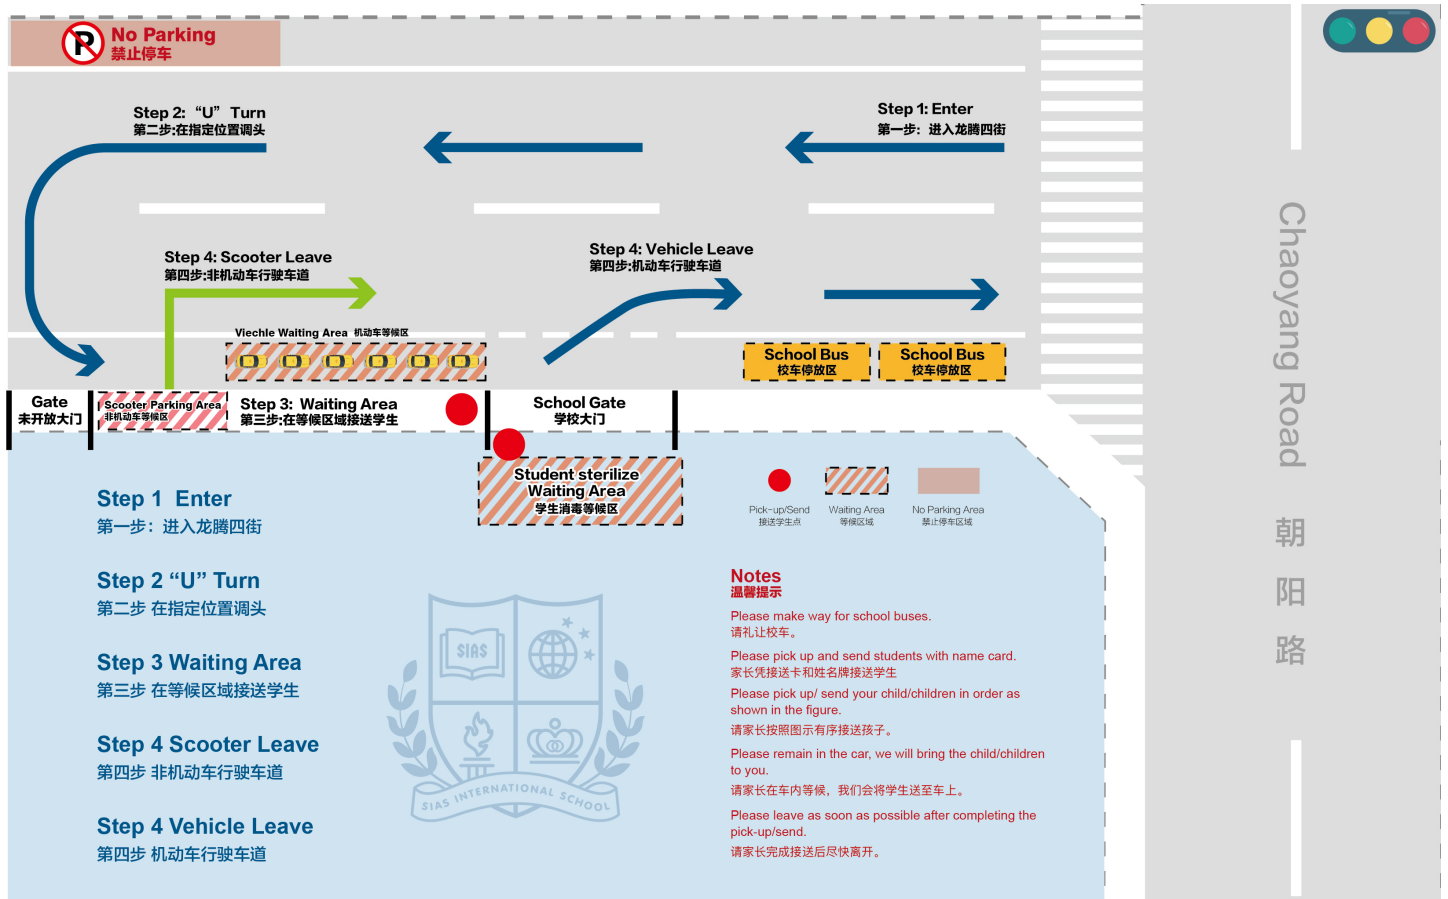 No Parking
禁止停车
Step 2: “U” Turn
第二步:在指定位置调头
Step 1: Enter
第一步：进入龙腾四街
Step 4: Scooter Leave
第四步:非机动车行驶车道
Step 4: Vehicle Leave
第四步:机动车行驶车道
Viechle Waiting Area 机动车等候区
School Bus
校车停放区
School Bus
校车停放区
Gate
未开放大门
Scooter Parking Area
非机动车等候区
Step 3: Waiting Area
第三步:在等候区域接送学生
School Gate
学校大门
Student sterilize
Waiting Area
学生消毒等候区
Chaoyang Road 朝阳路
Pick-up/Send
接送学生点
Waiting Area
等候区域
No Parking Area
禁止停车区域
Step 1 Enter
第一步：进入龙腾四街
Step 2 “U” Turn
第二步 在指定位置调头
Step 3 Waiting Area
第三步 在等候区域接送学生
Step 4 Scooter Leave
第四步 非机动车行驶车道
Step 4 Vehicle Leave
第四步 机动车行驶车道
SIAS
SIAS INTERNATIONAL SCHOOL
Notes
温馨提示
Please make way for school buses.
请礼让校车。
Please pick up and send students with name card.
家长凭接送卡和姓名牌接送学生
Please pick up/ send your child/children in order as
shown in the figure.
请家长按照图示有序接送孩子。
Please remain in the car, we will bring the child/children
to you.
请家长在车内等候，我们会将学生送至车上。
Please leave as soon as possible after completing the
pick-up/send.
请家长完成接送后尽快离开。